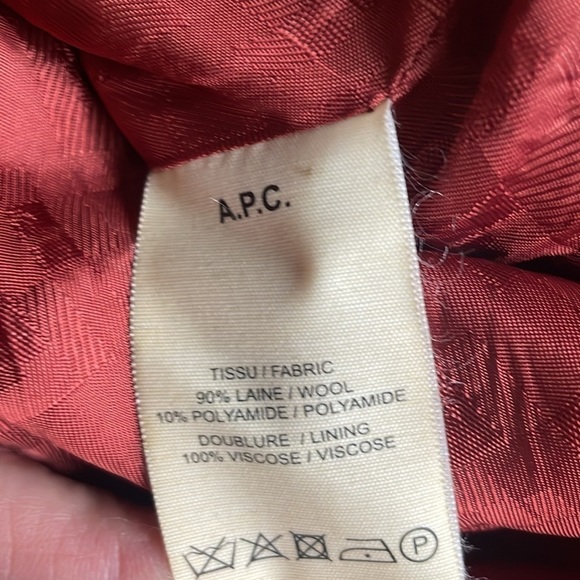 A.P.C.
TISSU / FABRIC
90% LAINE / WOOL
10% POLYAMIDE / POLYAMIDE
DOUBLURE / LINING
100% VISCOSE / VISCOSE
P